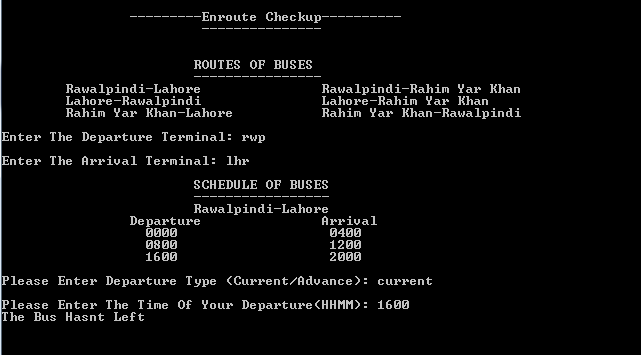 ---------Enroute Checkup----------
---------------
ROUTES OF BUSES
----------------
Rawalpindi-Lahore Rawalpindi-Rahim Yar Khan
Lahore-Rawalpindi Lahore-Rahim Yar Khan
Rahim Yar Khan-Lahore Rahim Yar Khan-Rawalpindi
Enter The Departure Terminal: rwp
Enter The Arrival Terminal: lhr
SCHEDULE OF BUSES
-----------------
Rawalpindi-Lahore
Departure Arrival
0000 0400
0800 1200
1600 2000
Please Enter Departure Type (Current/Advance): current
Please Enter The Time Of Your Departure(HHMM): 1600
The Bus Hasnt Left